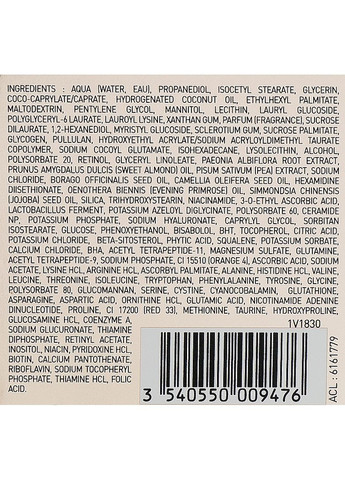 INGREDIENTS : AQUA (WATER, EAU), PROPANEDIOL, ISOCETYL STEARATE, GLYCERIN,
COCO-CAPRYLATE/CAPRATE, HYDROGENATED COCONUT OIL, ETHYLHEXYL PALMITATE,
MALTODEXTRIN, PENTYLENE GLYCOL, MANNITOL, LECITHIN, LAURYL GLUCOSIDE,
POLYGLYCERYL-6 LAURATE, LAUROYL LYSINE, XANTHAN GUM, PARFUM (FRAGRANCE), SUCROSE
DILAURATE, 1,2-HEXANEDIOL, MYRISTYL GLUCOSIDE, SCLEROTIUM GUM, SUCROSE PALMITATE,
GLYCOGEN, PULLULAN, HYDROXYETHYL ACRYLATE/SODIUM ACRYLOYLDIMETHYL TAURATE
COPOLYMER, SODIUM COCOYL GLUTAMATE, ISOHEXADECANE, LYSOLECITHIN, ALCOHOL,
POLYSORBATE 20, RETINOL, GLYCERYL LINOLEATE, PAEONIA ALBIFLORA ROOT EXTRACT,
PRUNUS AMYGDALUS DULCIS (SWEET ALMOND) OIL, PISUM SATIVUM (PEA) EXTRACT, SODIUM
CHLORIDE, BORAGO OFFICINALIS SEED OIL, CAMELLIA OLEIFERA SEED OIL, HEXAMIDINE
DIISETHIONATE, OENOTHERA BIENNIS (EVENING PRIMROSE) OIL, SIMMONDSIA CHINENSIS
(JOJOBA) SEED OIL, SILICA, TRIHYDROXYSTEARIN, NIACINAMIDE, 3-O-ETHYL ASCORBIC ACID,
LACTOBACILLUS FERMENT, POTASSIUM AZELOYL DIGLYCINATE, POLYSORBATE 60, CERAMIDE
NP, POTASSIUM PHOSPHATE, SODIUM HYALURONATE, CAPRYLYL GLYCOL, SORBITAN
ISOSTEARATE, GLUCOSE, PHENOXYETHANOL, BISABOLOL, BHT, TOCOPHEROL, CITRIC ACID,
POTASSIUM CHLORIDE, BETA-SITOSTEROL, PHYTIC ACID, SQUALENE, POTASSIUM SORBATE,
CALCIUM CHLORIDE, BHA, ACETYL TETRAPEPTIDE-11, MAGNESIUM SULFATE, GLUTAMINE,
ACETYL TETRAPEPTIDE-9, SODIUM PHOSPHATE, CI 15510 (ORANGE 4), ASCORBIC ACID, SODIUM
ACETATE, LYSINE HCL, ARGININE HCL, ASCORBYL PALMITATE, ALANINE, HISTIDINE HCL, VALINE,
LEUCINE, THREONINE, ISOLEUCINE, TRYPTOPHAN, PHENYLALANINE, TYROSINE, GLYCINE,
POLYSORBATE 80, GLUCOMANNAN, SERINE, CYSTINE, CYANOCOBALAMIN, GLUTATHIONE,
ASPARAGINE, ASPARTIC ACID, ORNITHINE HCL, GLUTAMIC ACID, NICOTINAMIDE ADENINE
DINUCLEOTIDE, PROLINE, CI 17200 (RED 33), METHIONINE, TAURINE, HYDROXYPROLINE,
GLUCOSAMINE HCL, COENZYME A,
SODIUM GLUCURONATE, THIAMINE
DIPHOSPHATE, RETINYL ACETATE,
INOSITOL, NIACIN, PYRIDOXINE HCL,
BIOTIN, CALCIUM PANTOTHENATE,
RIBOFLAVIN, SODIUM TOCOPHERYL
PHOSPHATE, THIAMINE HCL, FOLIC
ACID.
1V1830
3 540550 009476
ACL : 6161779